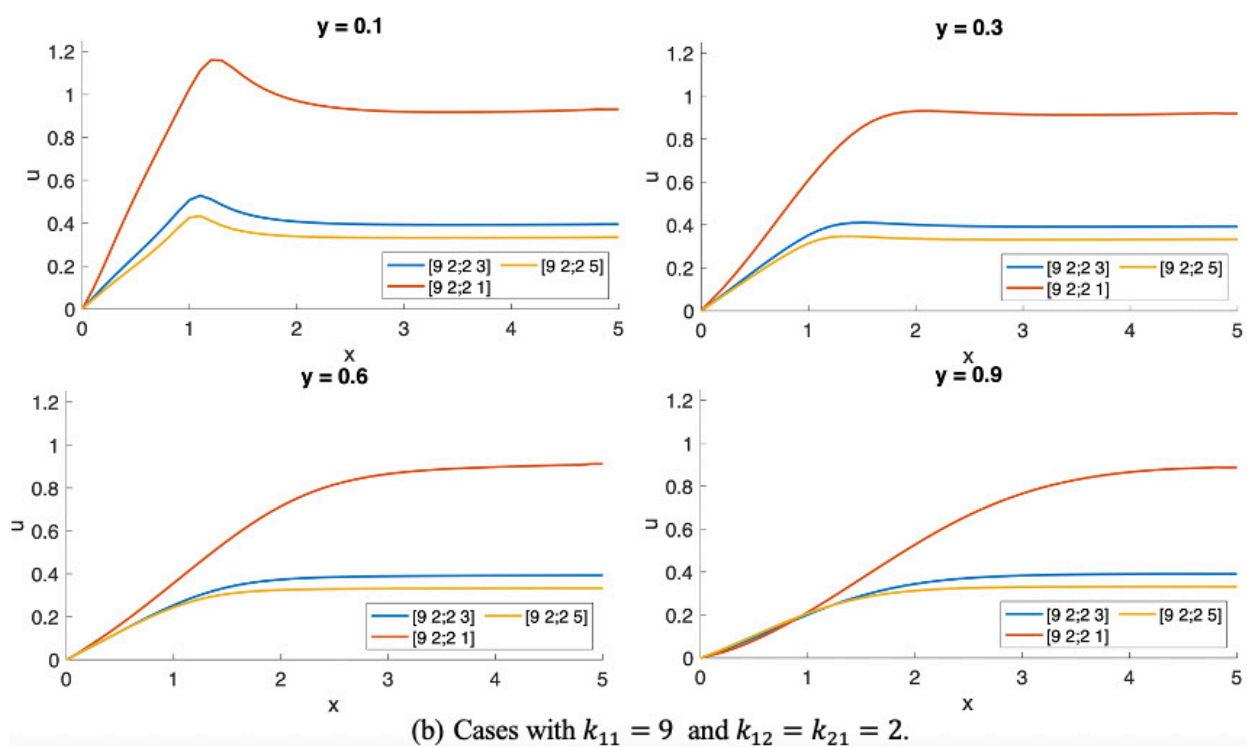 y = 0.1
1.2
1
0.8
0.6
0.4
0.2
0
u
[9 2;2 3]
[9 2;2 5]
[9 2;2 1]
0 1 2 3 4 5
x
y = 0.3
1.2
1
0.8
0.6
0.4
0.2
0
u
[9 2;2 3]
[9 2;2 5]
[9 2;2 1]
0 1 2 3 4 5
x
y = 0.6
1.2
1
0.8
0.6
0.4
0.2
0
u
[9 2;2 3]
[9 2;2 5]
[9 2;2 1]
0 1 2 3 4 5
x
y = 0.9
1.2
1
0.8
0.6
0.4
0.2
0
u
[9 2;2 3]
[9 2;2 5]
[9 2;2 1]
0 1 2 3 4 5
x
(b) Cases with k₁₁ = 9 and k₁₂ = k₂₁ = 2.